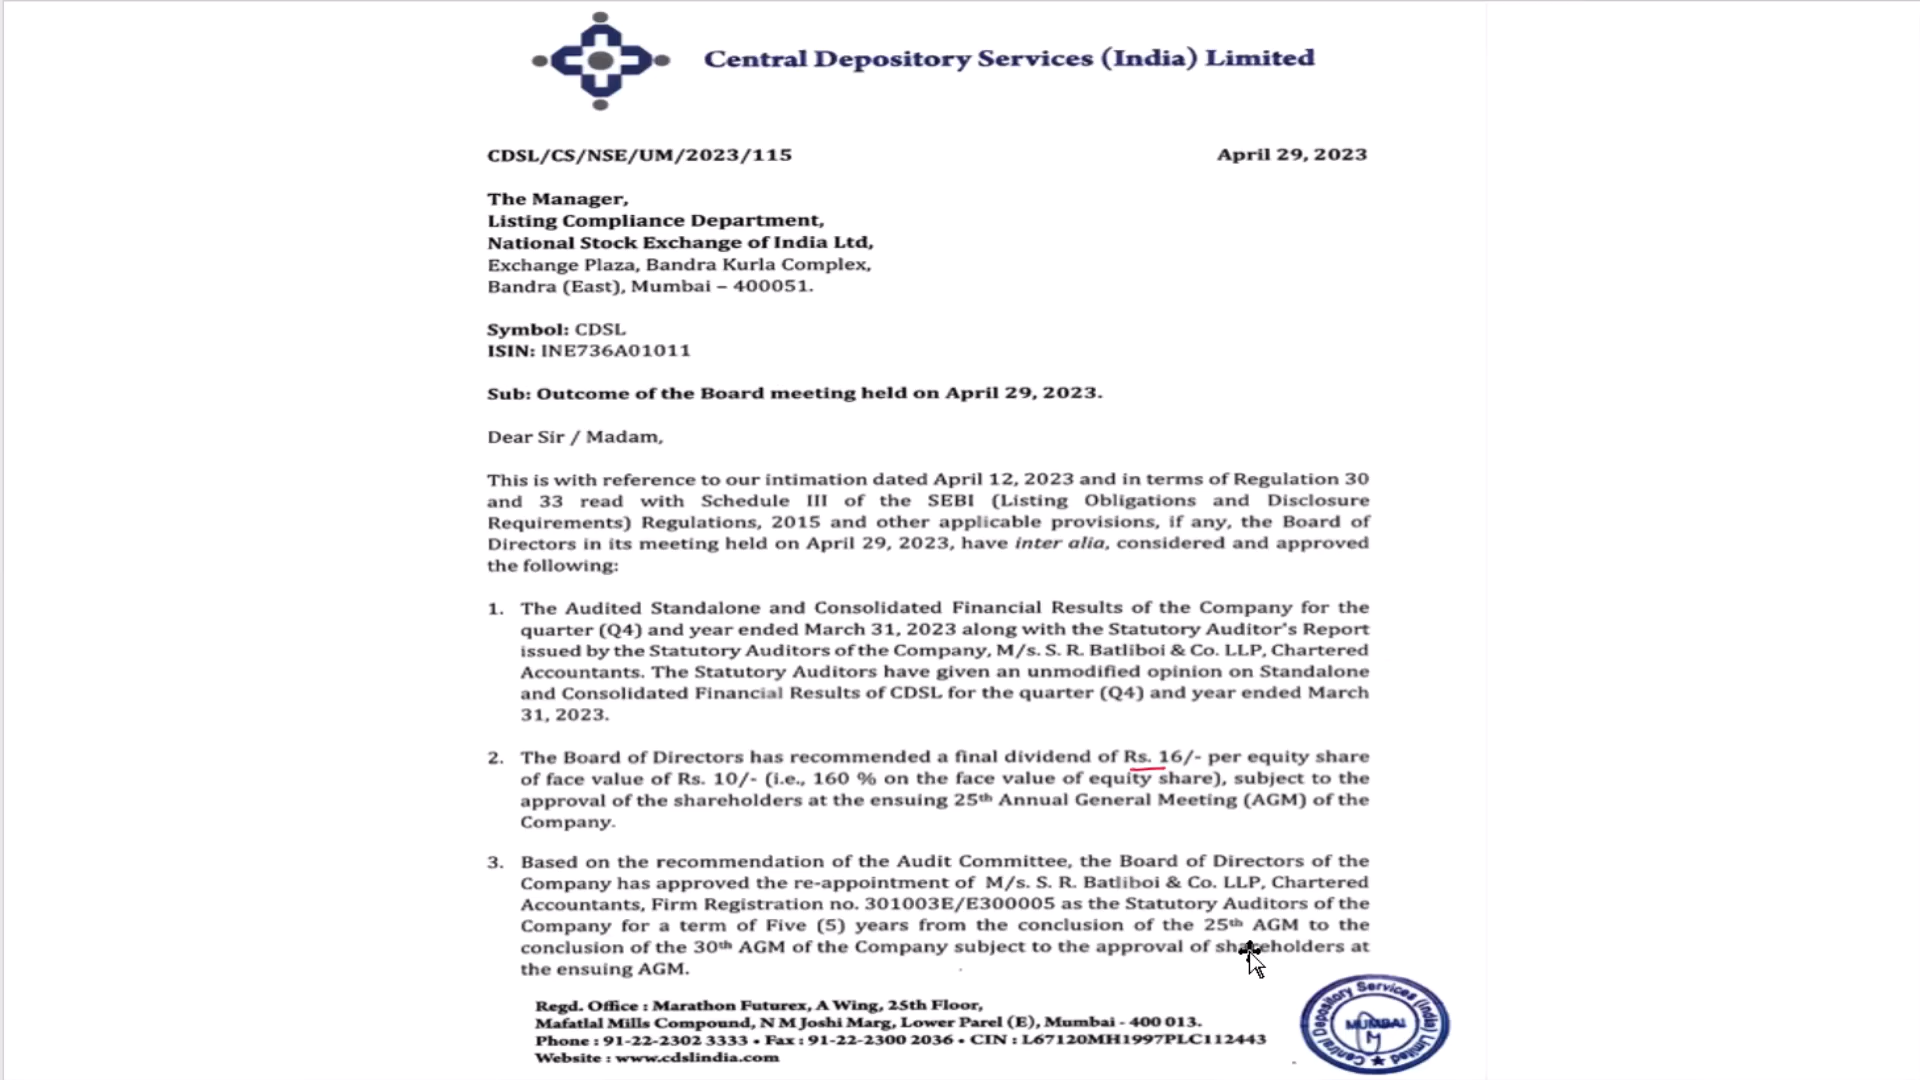 Central Depository Services (India) Limited
CDSL/CS/NSE/UM/2023/115 April 29, 2023
The Manager,
Listing Compliance Department,
National Stock Exchange of India Ltd,
Exchange Plaza, Bandra Kurla Complex,
Bandra (East), Mumbai – 400051.
Symbol: CDSL
ISIN: INE736A01011
Sub: Outcome of the Board meeting held on April 29, 2023.
Dear Sir / Madam,
This is with reference to our intimation dated April 12, 2023 and in terms of Regulation 30
and 33 read with Schedule III of the SEBI (Listing Obligations and Disclosure
Requirements) Regulations, 2015 and other applicable provisions, if any, the Board of
Directors in its meeting held on April 29, 2023, have inter alia, considered and approved
the following:
1. The Audited Standalone and Consolidated Financial Results of the Company for the
quarter (Q4) and year ended March 31, 2023 along with the Statutory Auditor's Report
issued by the Statutory Auditors of the Company, M/s. S. R. Batliboi & Co. LLP, Chartered
Accountants. The Statutory Auditors have given an unmodified opinion on Standalone
and Consolidated Financial Results of CDSL for the quarter (Q4) and year ended March
31, 2023.
2. The Board of Directors has recommended a final dividend of Rs. 16/- per equity share
of face value of Rs. 10/- (i.e., 160 % on the face value of equity share), subject to the
approval of the shareholders at the ensuing 25th Annual General Meeting (AGM) of the
Company.
3. Based on the recommendation of the Audit Committee, the Board of Directors of the
Company has approved the re-appointment of M/s. S. R. Batliboi & Co. LLP, Chartered
Accountants, Firm Registration no. 301003E/E300005 as the Statutory Auditors of the
Company for a term of Five (5) years from the conclusion of the 25th AGM to the
conclusion of the 30th AGM of the Company subject to the approval of shareholders at
the ensuing AGM.
Regd. Office : Marathon Futurex, A Wing, 25th Floor,
Mafatlal Mills Compound, N M Joshi Marg, Lower Parel (E), Mumbai - 400 013.
Phone : 91-22-2302 3333 • Fax : 91-22-2300 2036 • CIN : L67120MH1997PLC112443
Website : www.cdslindia.com
Central Depository Services (India) Limited
MUMBAI